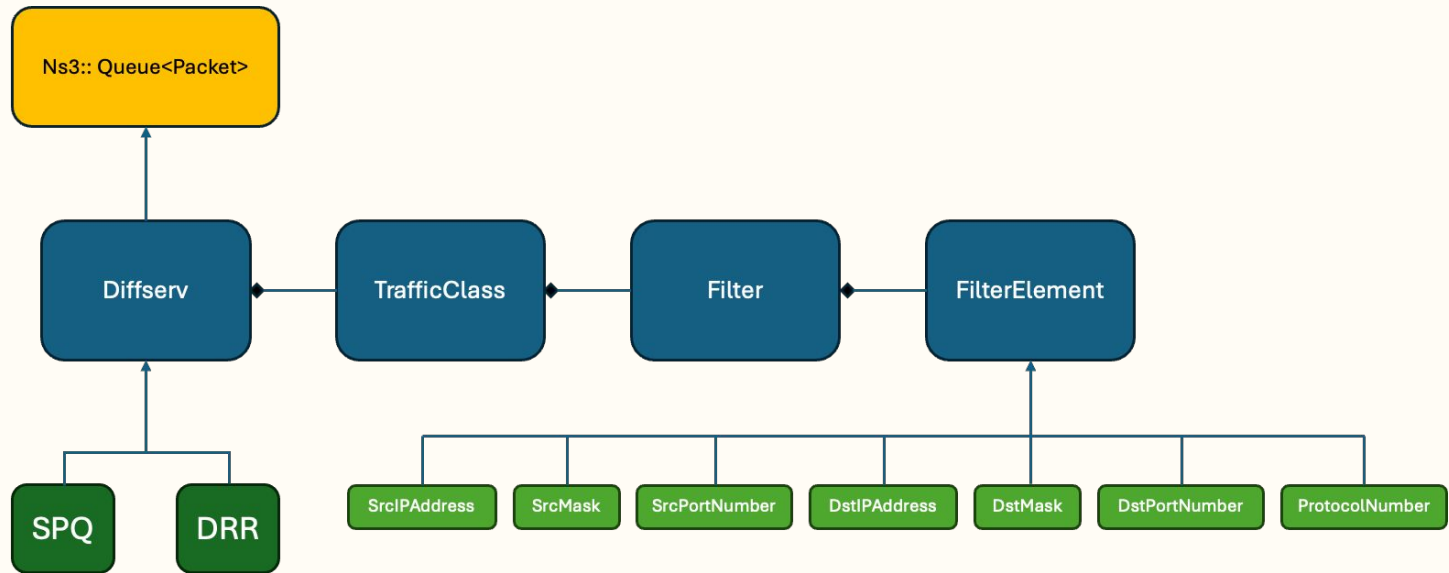 Ns3:: Queue<Packet>
Diffserv
TrafficClass
Filter
FilterElement
SPQ
DRR
SrcIPAddress
SrcMask
SrcPortNumber
DstIPAddress
DstMask
DstPortNumber
ProtocolNumber